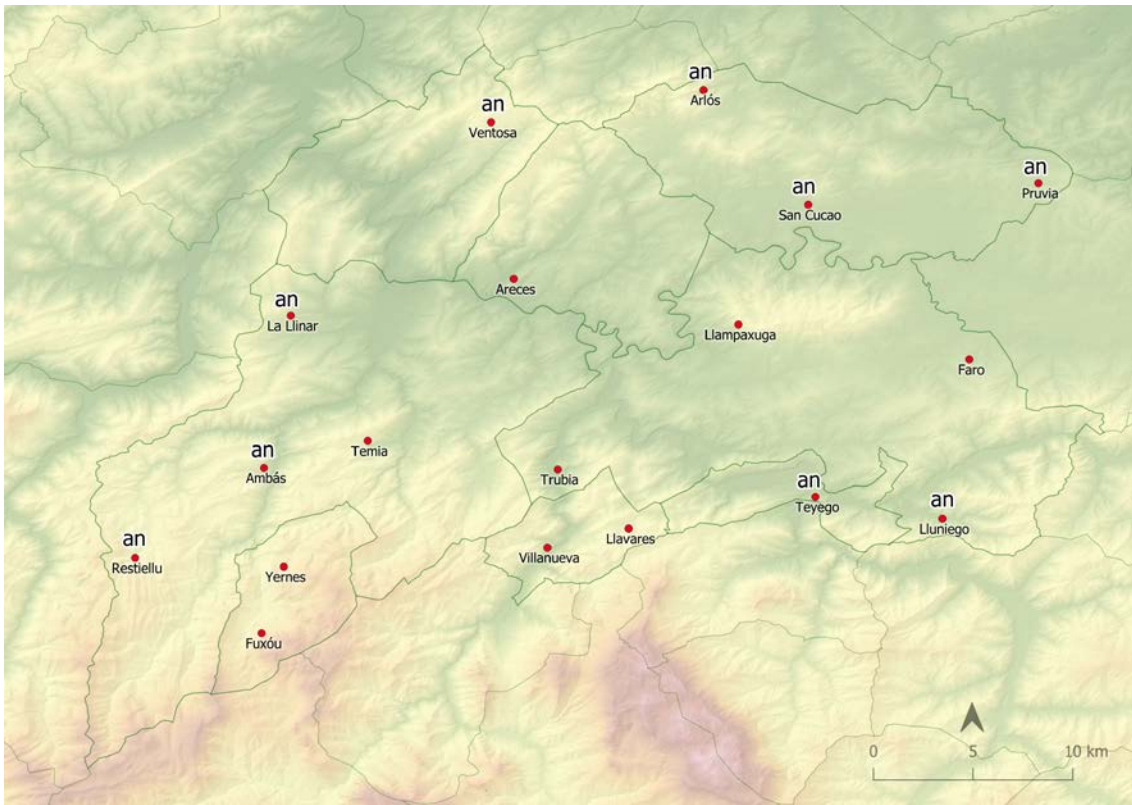 an
Arlós
an
Ventosa
an
Pruvia
an
San Cucao
Areces
an
La Llinar
Llampaxuga
Faro
Temia
an
Ambás
Trubia
an
Teyego
an
Lluniego
Llavares
an
Restiellu
Villanueva
Yernes
Fuxóu
0 5 10 km